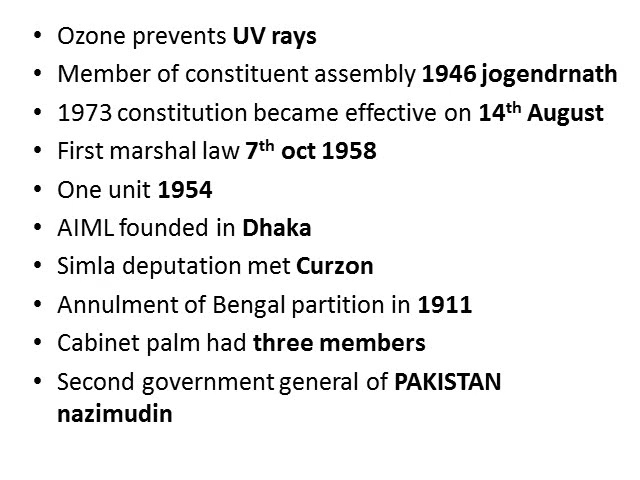 • Ozone prevents UV rays
• Member of constituent assembly 1946 jogendrnath
• 1973 constitution became effective on 14th August
• First marshal law 7th oct 1958
• One unit 1954
• AIML founded in Dhaka
• Simla deputation met Curzon
• Annulment of Bengal partition in 1911
• Cabinet palm had three members
• Second government general of PAKISTAN
nazimudin